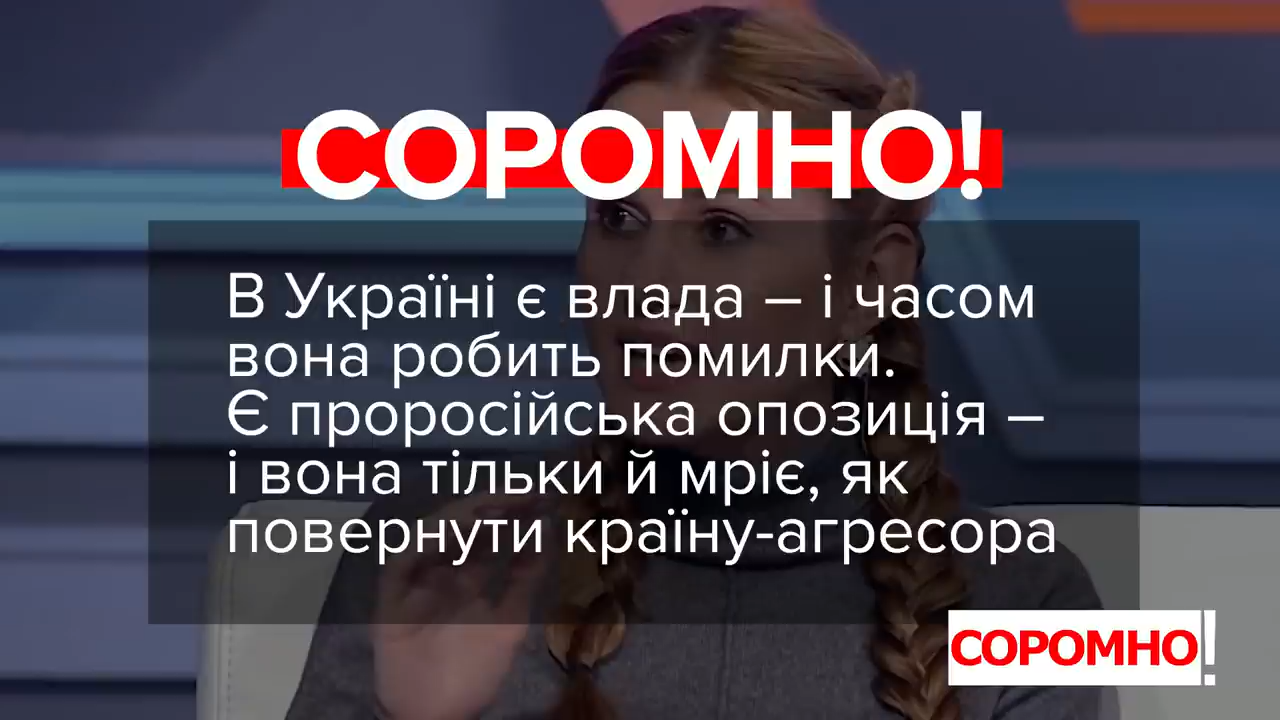 СОРОМНО!
В Україні є влада – і часом
вона робить помилки.
Є проросійська опозиція –
і вона тільки й мріє, як
повернути країну-агресора
СОРОМНО!